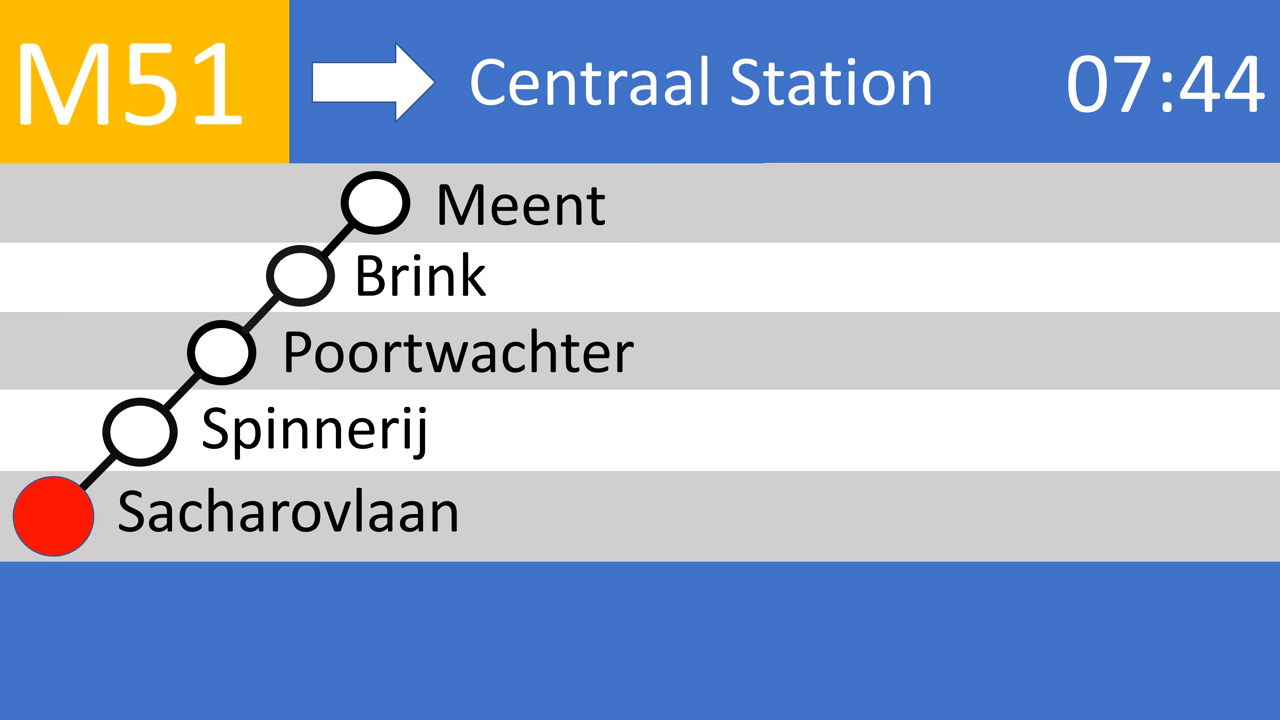 M51
Centraal Station
07:44
Meent
Brink
Poortwachter
Spinnerij
Sacharovlaan